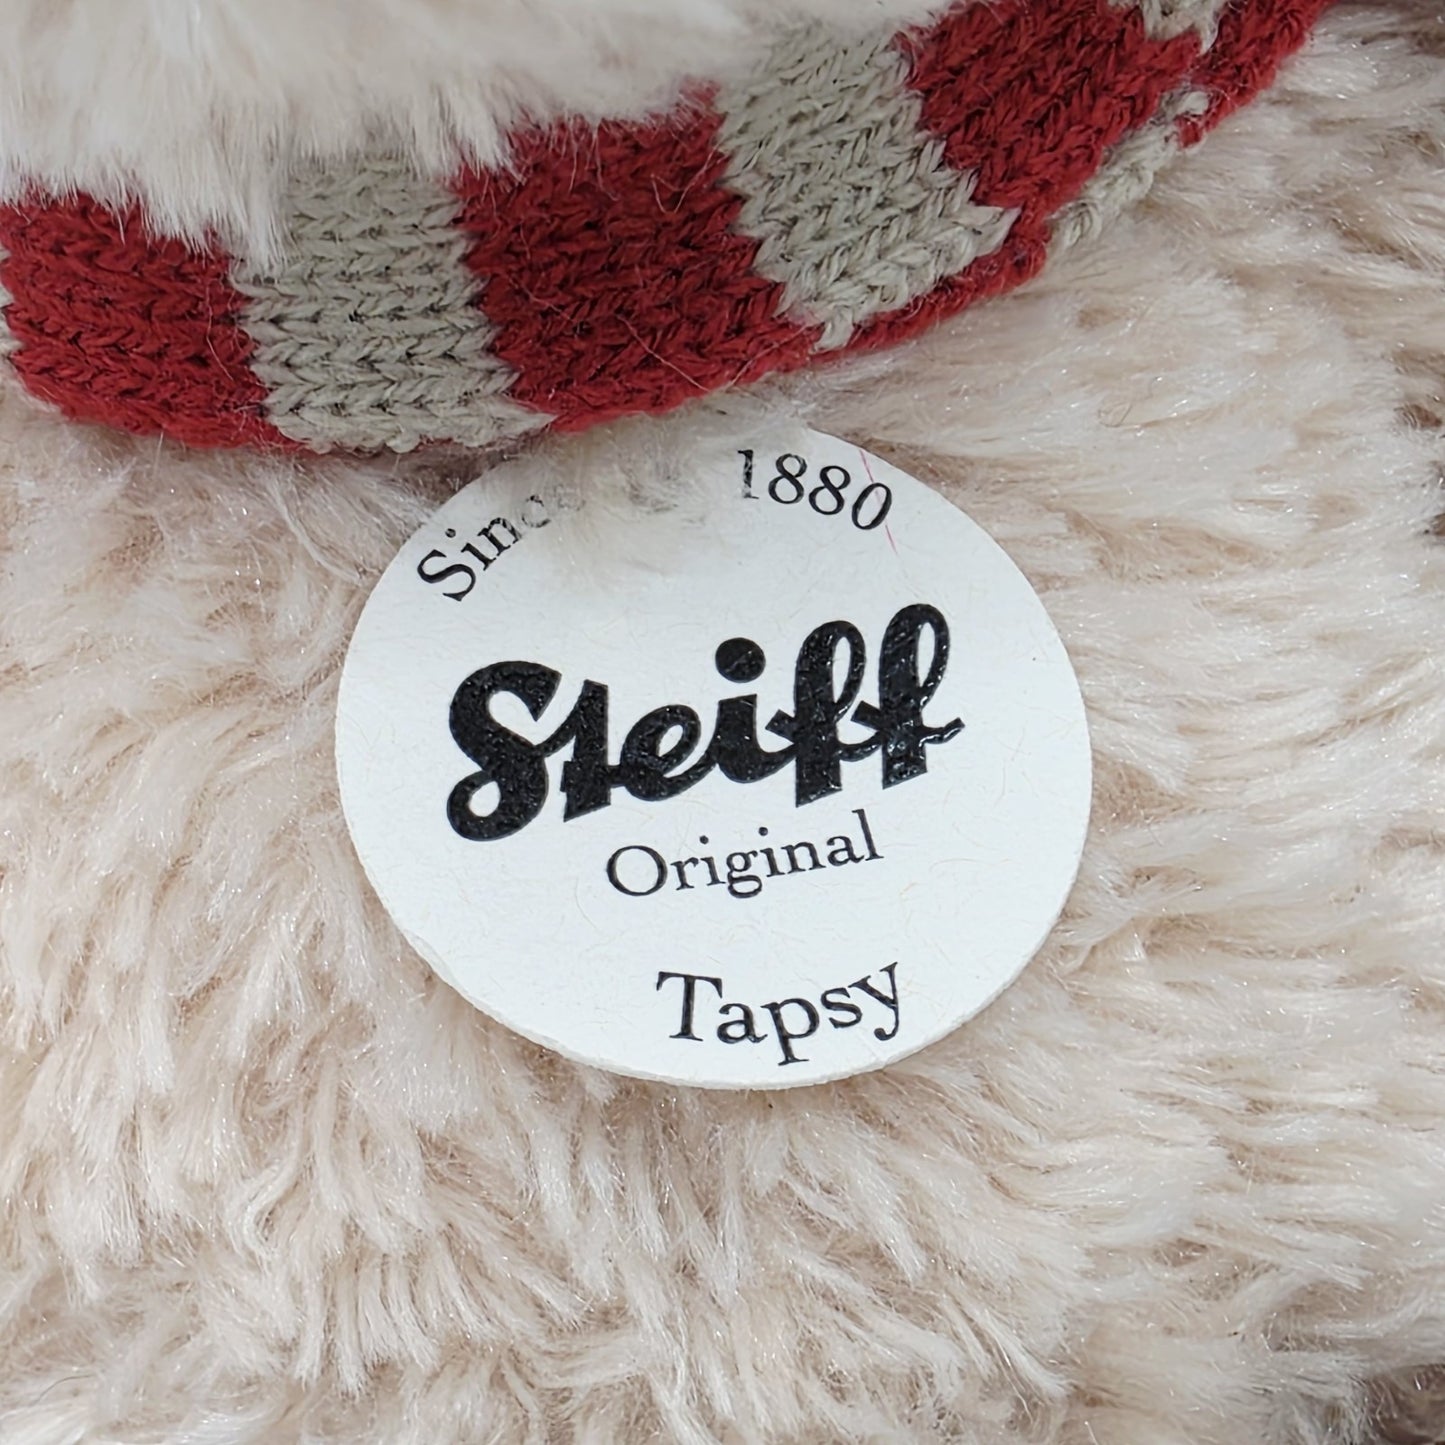 Since 1880
Steiff
Original
Tapsy